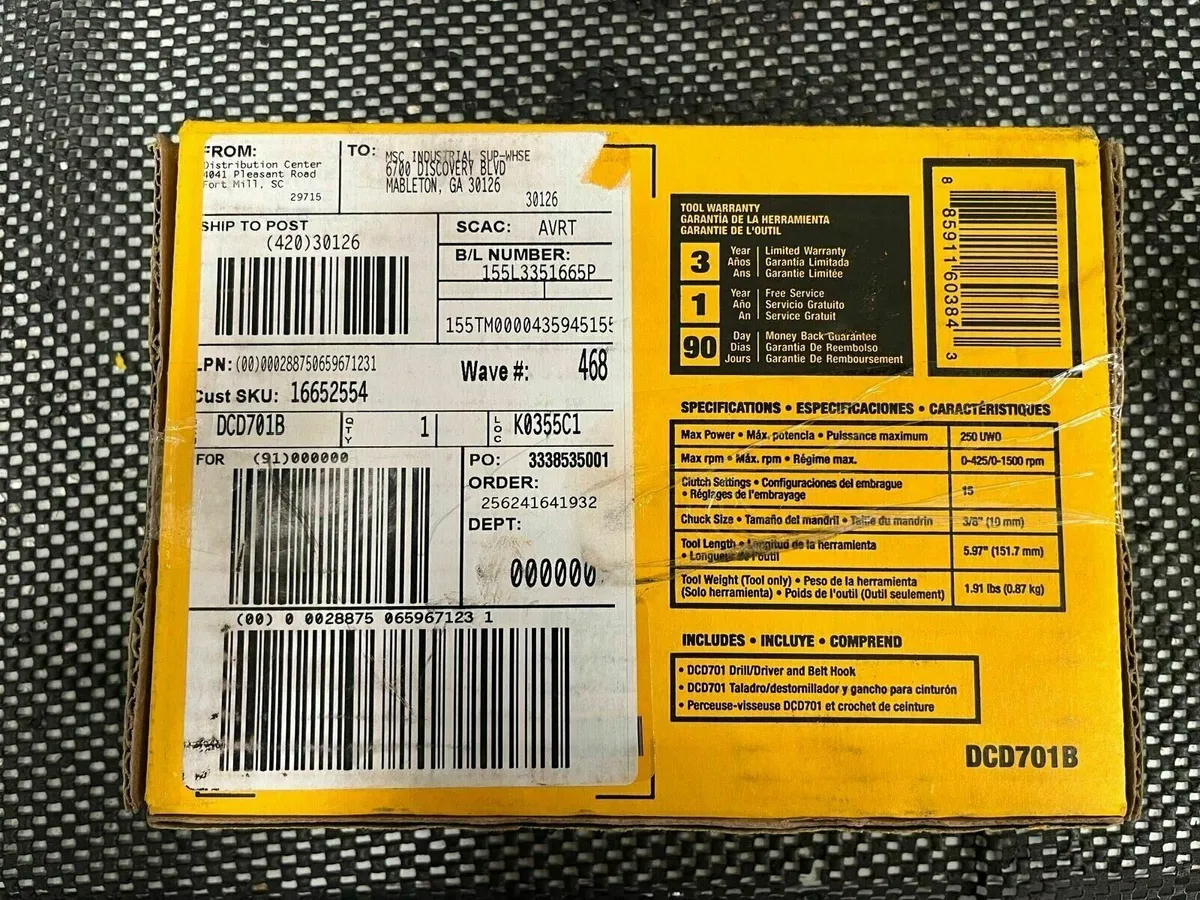 FROM:
Distribution Center
4041 Pleasant Road
Fort Mill, SC
29715
TO:
MSC INDUSTRIAL SUP-WHSE
6700 DISCOVERY BLVD
MABLETON, GA 30126
30126
SHIP TO POST
(420)30126
SCAC: AVRT
B/L NUMBER:
155L3351665P
155TM0000435945155
LPN: (00)00028875065967​1231
Wave #: 468
Cust SKU: 16652554
DCD701B
QTY
1
LOC
K0355C1
FOR (91)000000
PO: 3338535001
ORDER:
256241641932
DEPT:
000000
(00) 0 0028875 065967123 1
TOOL WARRANTY
GARANTÍA DE LA HERRAMIENTA
GARANTIE DE L'OUTIL
3
Year | Limited Warranty
Años | Garantía Limitada
Ans | Garantie Limitée
1
Year | Free Service
Año | Servicio Gratuito
An | Service Gratuit
90
Day | Money Back Guarantee
Dias | Garantía De Reembolso
Jours | Garantie De Remboursement
8 85911 60384 3
SPECIFICATIONS • ESPECIFICACIONES • CARACTÉRISTIQUES
Max Power • Máx. potencia • Puissance maximum 250 UWO
Max rpm • Máx. rpm • Régime max. 0-425/0-1500 rpm
Clutch Settings • Configuraciones del embrague
• Réglages de l'embrayage 15
Chuck Size • Tamaño del mandril • Taille du mandrin 3/8" (10 mm)
Tool Length • Longitud de la herramienta
• Longueur de l'outil 5.97" (151.7 mm)
Tool Weight (Tool only) • Peso de la herramienta
(Solo herramienta) • Poids de l'outil (Outil seulement) 1.91 lbs (0.87 kg)
INCLUDES • INCLUYE • COMPREND
• DCD701 Drill/Driver and Belt Hook
• DCD701 Taladro/destornillador y gancho para cinturón
• Perceuse-visseuse DCD701 et crochet de ceinture
DCD701B